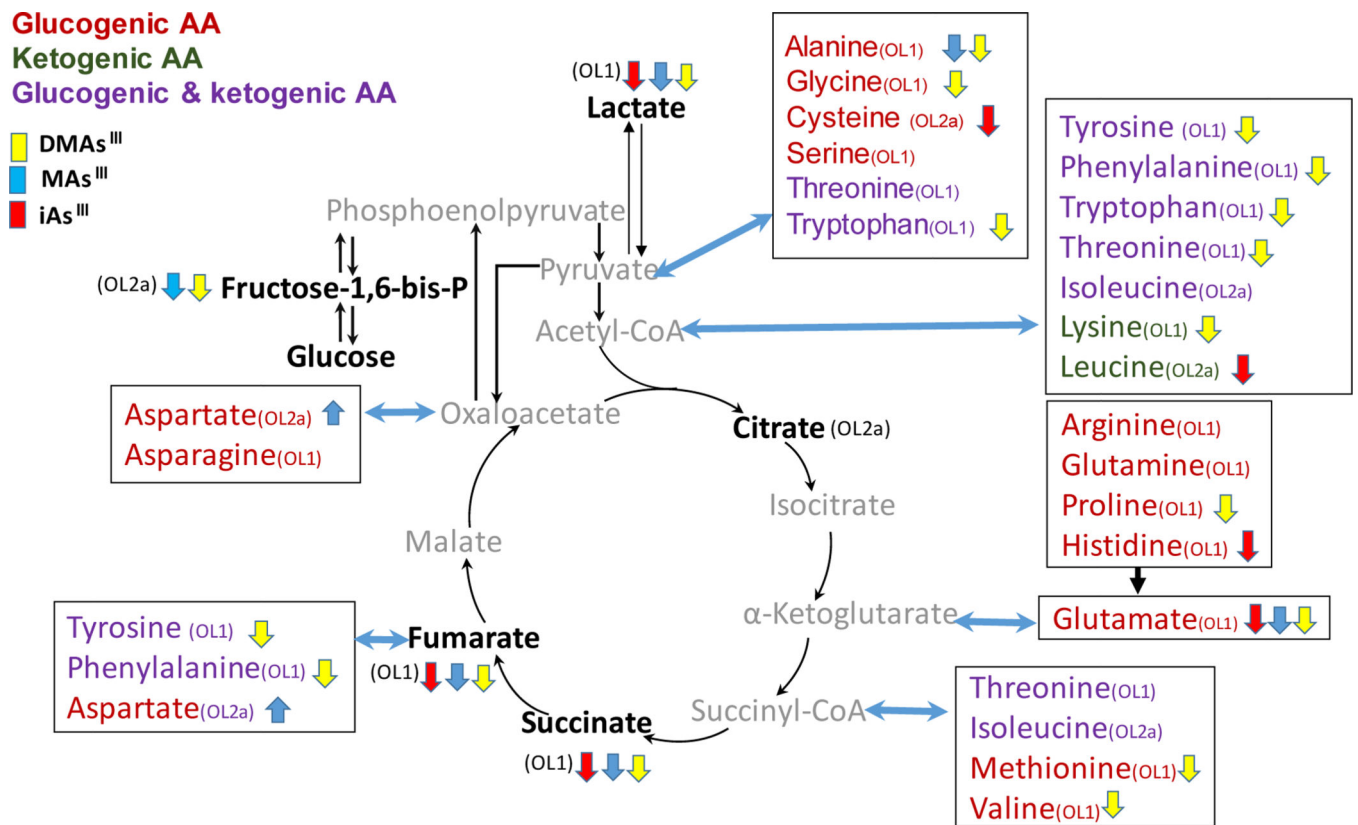 Glucogenic AA
Ketogenic AA
Glucogenic & ketogenic AA
DMAs III
MAs III
iAs III
(OL1)
Lactate
Phosphoenolpyruvate
Pyruvate
(OL2a)
Fructose-1,6-bis-P
Acetyl-CoA
Glucose
Oxaloacetate
Citrate (OL2a)
Isocitrate
Malate
α-Ketoglutarate
Fumarate
(OL1)
Succinyl-CoA
Succinate
(OL1)
Alanine(OL1)
Glycine(OL1)
Cysteine (OL2a)
Serine(OL1)
Threonine(OL1)
Tryptophan(OL1)
Tyrosine (OL1)
Phenylalanine(OL1)
Tryptophan(OL1)
Threonine(OL1)
Isoleucine(OL2a)
Lysine(OL1)
Leucine(OL2a)
Aspartate(OL2a)
Asparagine(OL1)
Arginine(OL1)
Glutamine(OL1)
Proline(OL1)
Histidine(OL1)
Glutamate(OL1)
Tyrosine (OL1)
Phenylalanine(OL1)
Aspartate(OL2a)
Threonine(OL1)
Isoleucine(OL2a)
Methionine(OL1)
Valine(OL1)